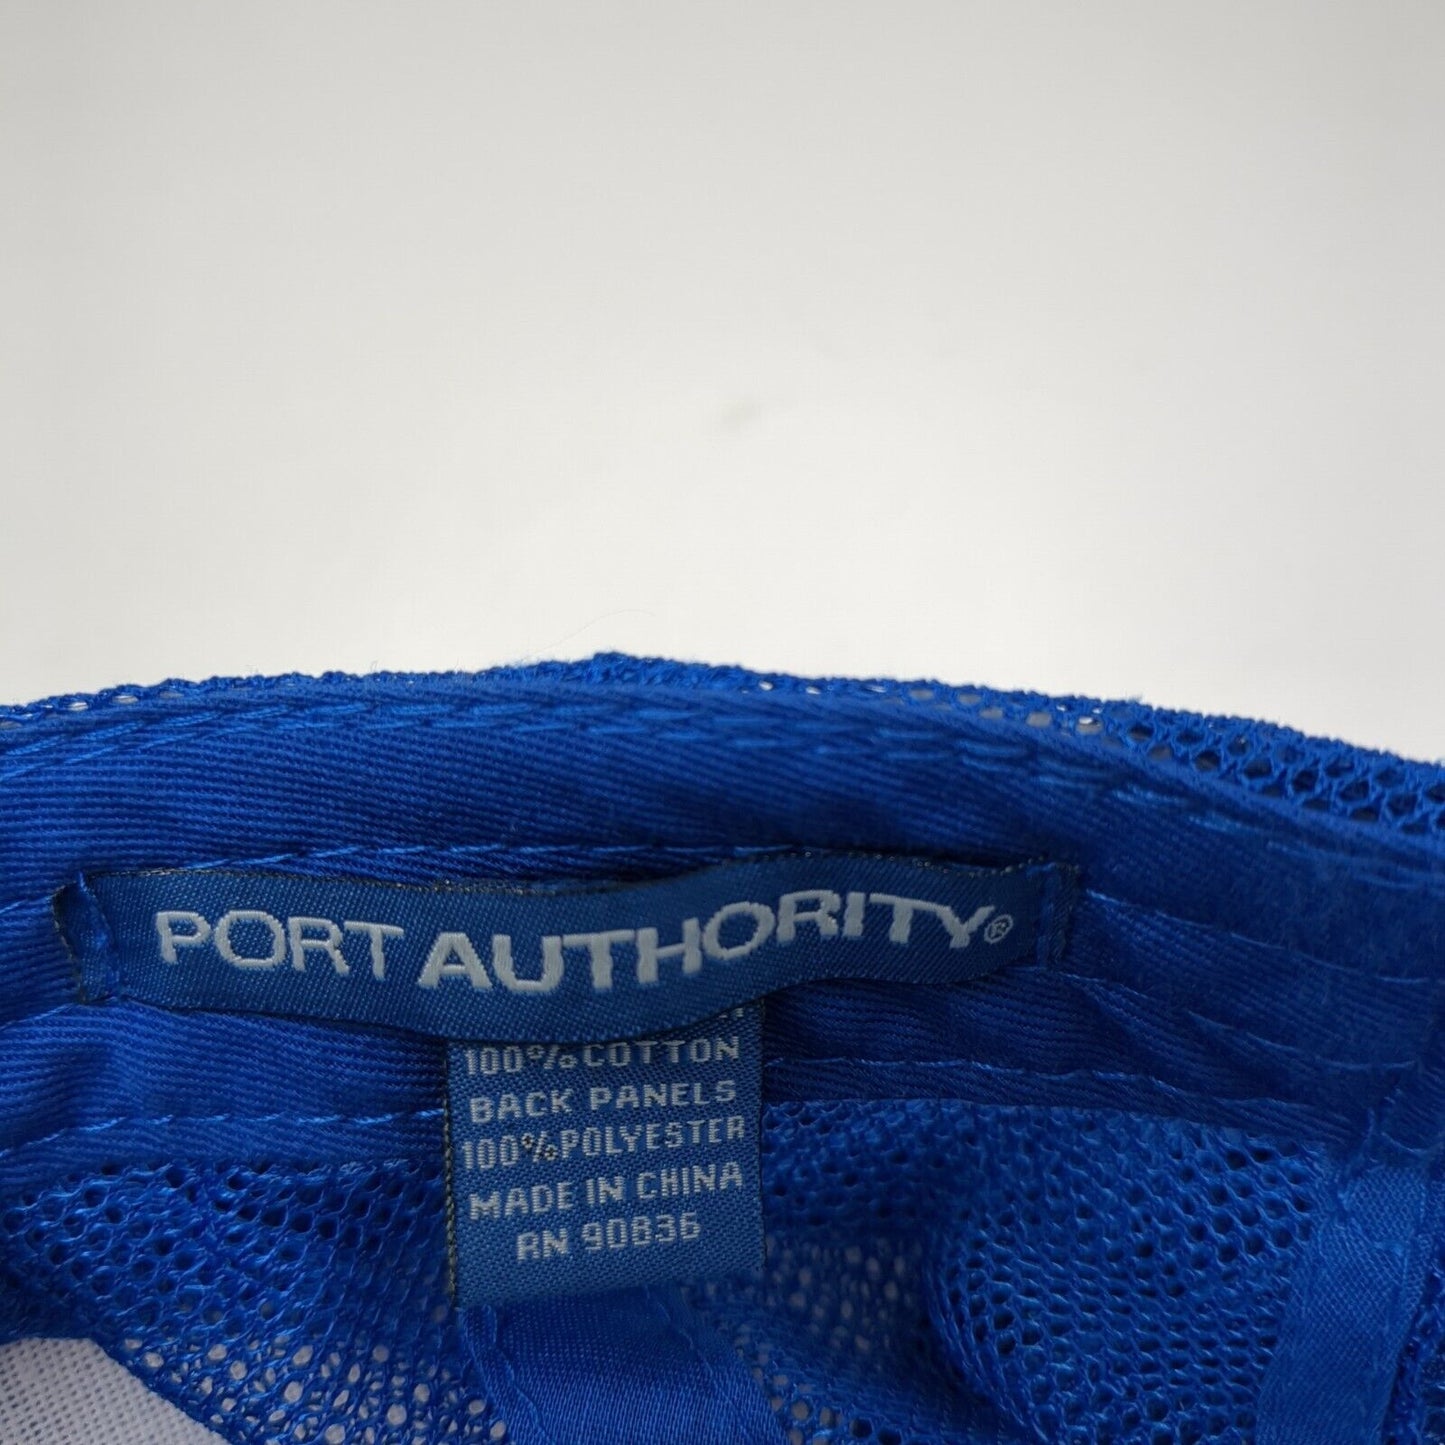 PORT AUTHORITY®
100% COTTON
BACK PANELS
100% POLYESTER
MADE IN CHINA
RN 90836